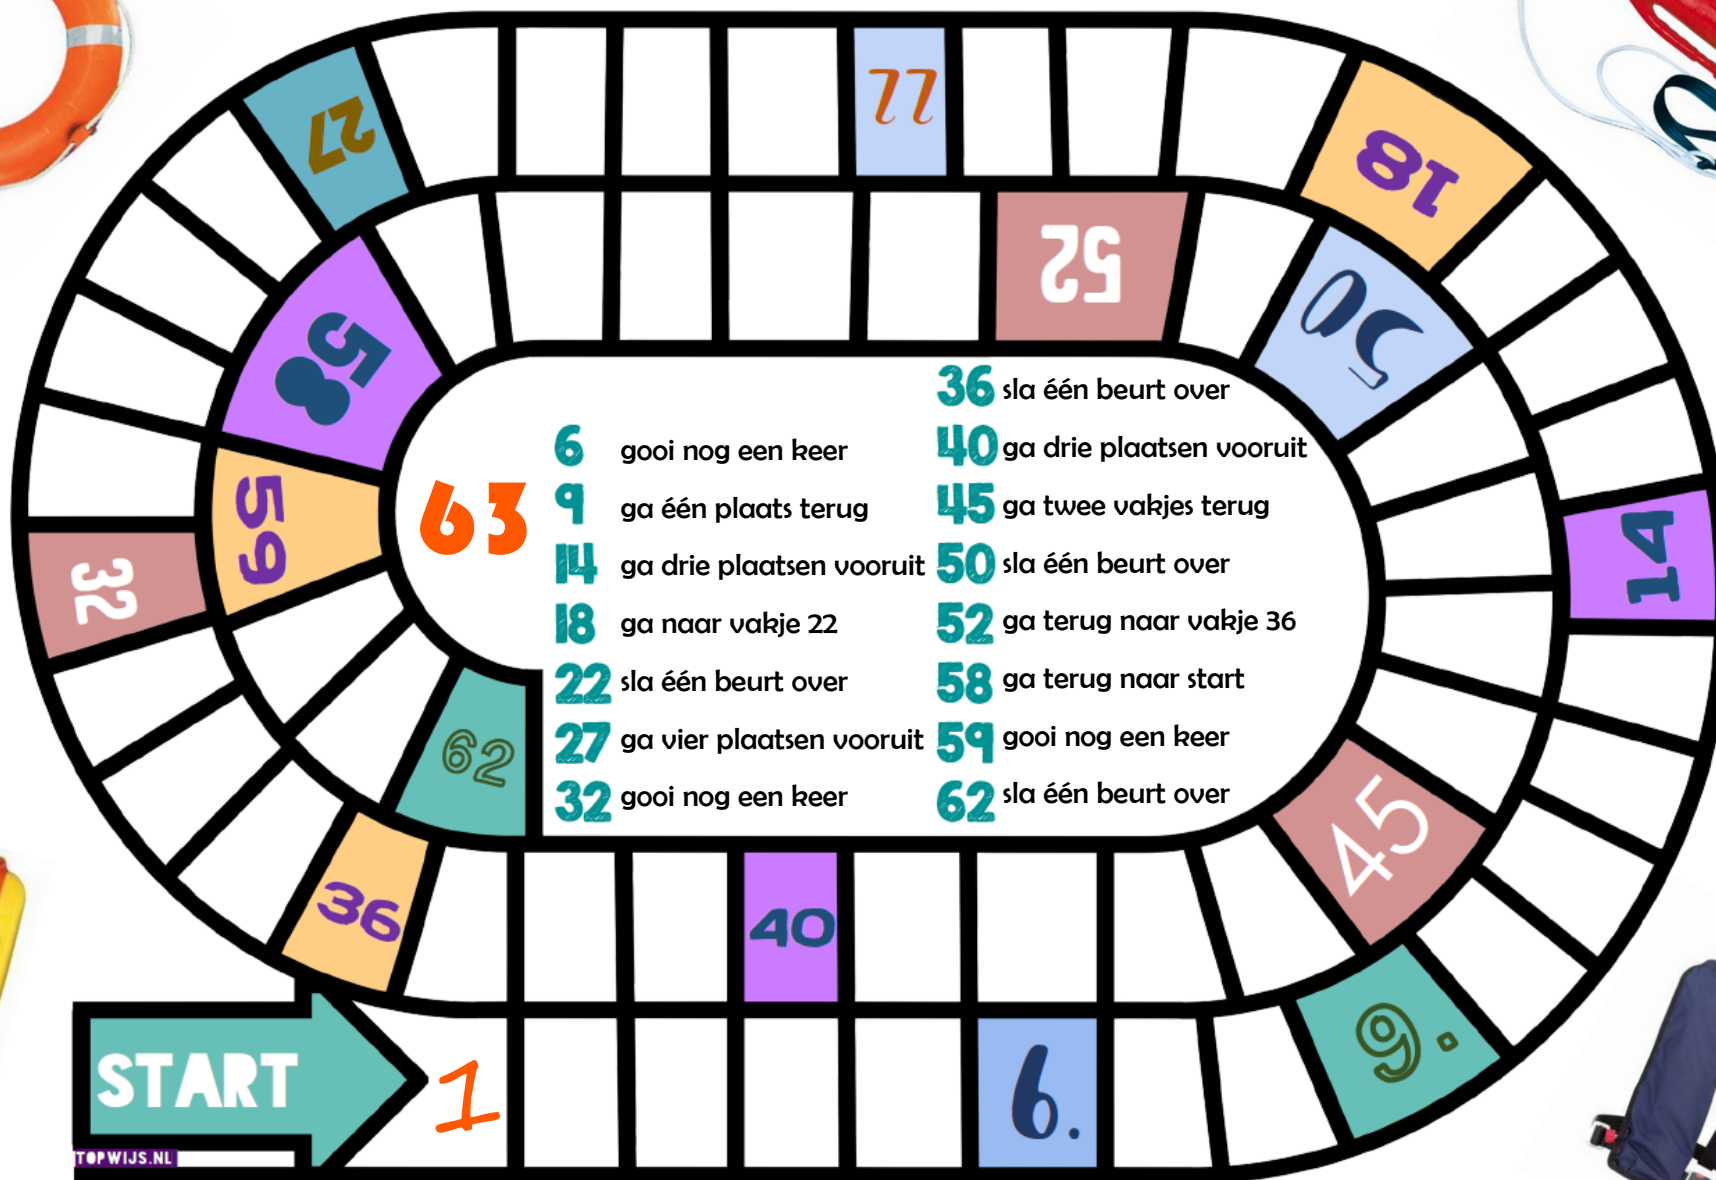 22
27
18
52
50
58
36 sla één beurt over
6 gooi nog een keer
40 ga drie plaatsen vooruit
63
59
9 ga één plaats terug
45 ga twee vakjes terug
14
32
14 ga drie plaatsen vooruit
50 sla één beurt over
18 ga naar vakje 22
52 ga terug naar vakje 36
22 sla één beurt over
58 ga terug naar start
62
27 ga vier plaatsen vooruit
59 gooi nog een keer
32 gooi nog een keer
62 sla één beurt over
45
36
40
9.
START
1
6.
TOPWIJS.NL